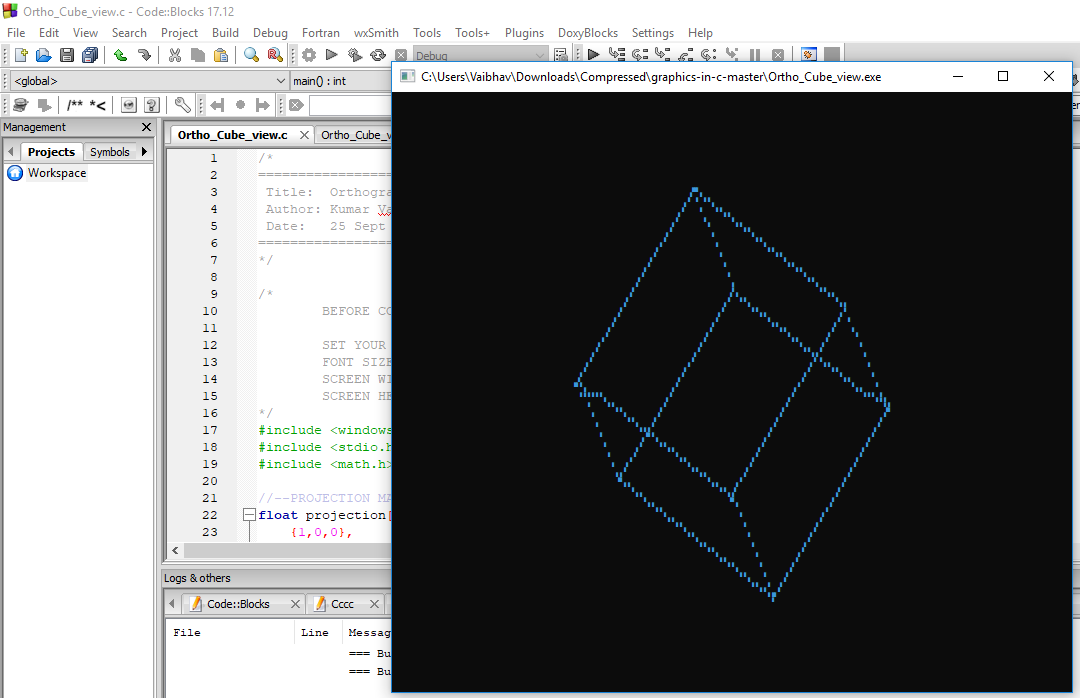 Ortho_Cube_view.c - Code::Blocks 17.12
File Edit View Search Project Build Debug Fortran wxSmith Tools Tools+ Plugins DoxyBlocks Settings Help
Debug
<global> main() : int
C:\Users\Vaibhav\Downloads\Compressed\graphics-in-c-master\Ortho_Cube_view.exe
/** *<
Management
Projects Symbols
Workspace
Ortho_Cube_view.c Ortho_Cube_v
1 /*
2 =================
3 Title: Orthogra
4 Author: Kumar Va
5 Date: 25 Sept
6 =================
7 */
8
9 /*
10 BEFORE CO
11
12 SET YOUR
13 FONT SIZE
14 SCREEN WI
15 SCREEN HE
16 */
17 #include <windows
18 #include <stdio.h
19 #include <math.h>
20
21 //--PROJECTION MA
22 float projection[
23 {1,0,0},
Logs & others
Code::Blocks Cccc
File Line Messag
=== Bu
=== Bu